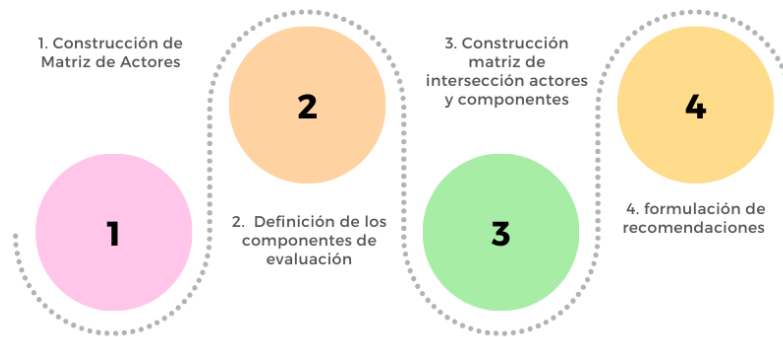 1. Construcción de
Matriz de Actores
1
2
2. Definición de los
componentes de
evaluación
3. Construcción
matriz de
intersección actores
y componentes
3
4
4. formulación de
recomendaciones